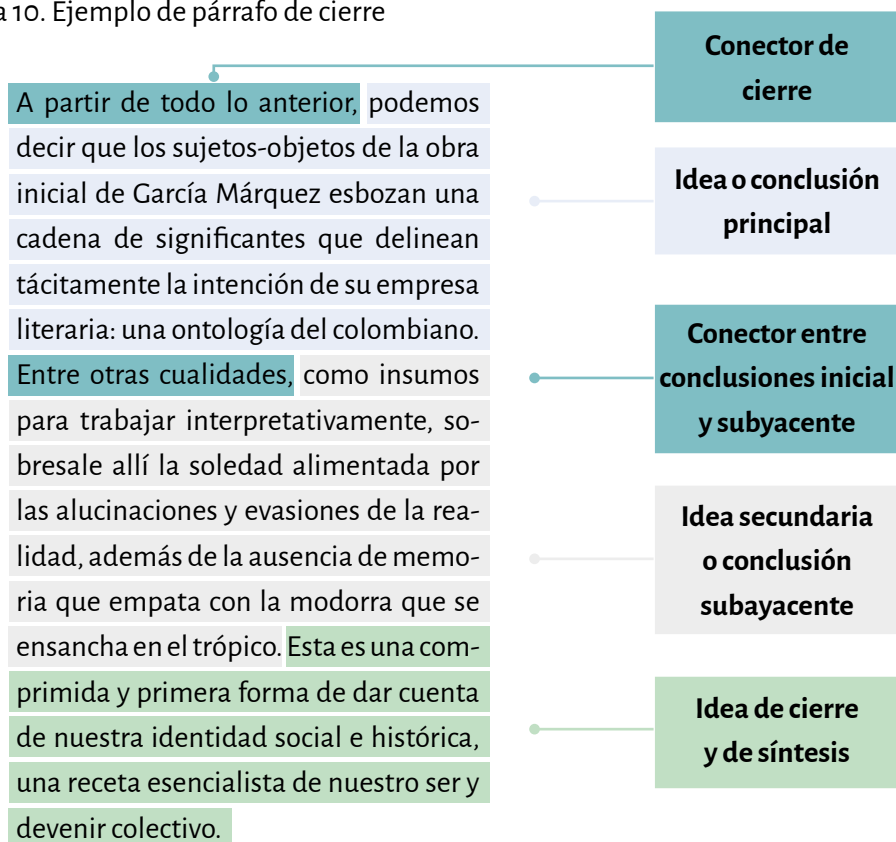 a 10. Ejemplo de párrafo de cierre
A partir de todo lo anterior, podemos
decir que los sujetos-objetos de la obra
inicial de García Márquez esbozan una
cadena de significantes que delinean
tácitamente la intención de su empresa
literaria: una ontología del colombiano.
Entre otras cualidades, como insumos
para trabajar interpretativamente, so-
bresale allí la soledad alimentada por
las alucinaciones y evasiones de la rea-
lidad, además de la ausencia de memo-
ria que empata con la modorra que se
ensancha en el trópico. Esta es una com-
primida y primera forma de dar cuenta
de nuestra identidad social e histórica,
una receta esencialista de nuestro ser y
devenir colectivo.
Conector de
cierre
Idea o conclusión
principal
Conector entre
conclusiones inicial
y subyacente
Idea secundaria
o conclusión
subayacente
Idea de cierre
y de síntesis